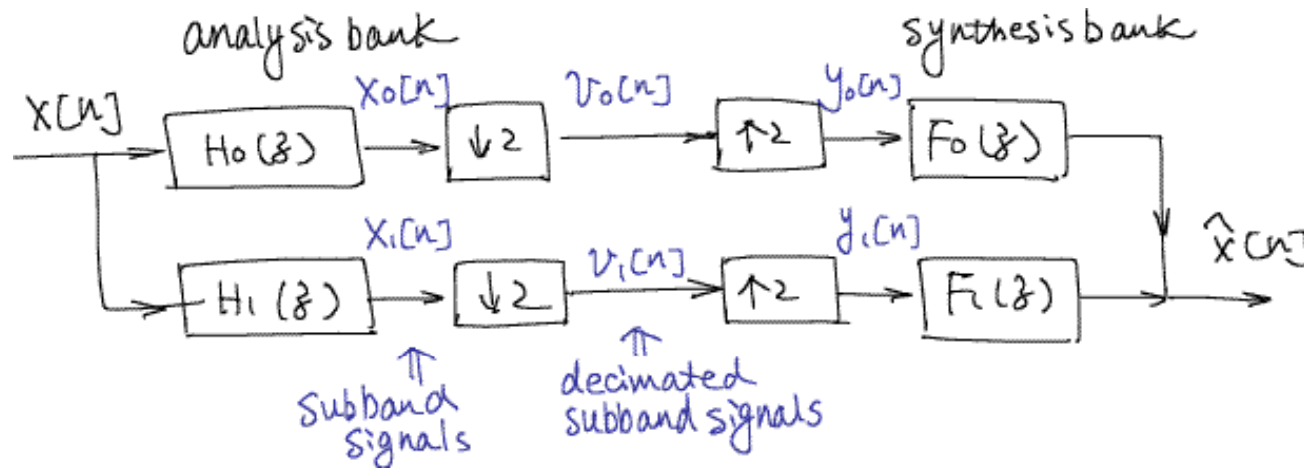 analysis bank
synthesis bank
x[n]
H₀(z)
x₀[n]
↓2
v₀[n]
↑2
y₀[n]
F₀(z)
H₁(z)
x₁[n]
↓2
v₁[n]
↑2
y₁[n]
F₁(z)
x̂[n]
⇑
subband
signals
⇑
decimated
subband signals